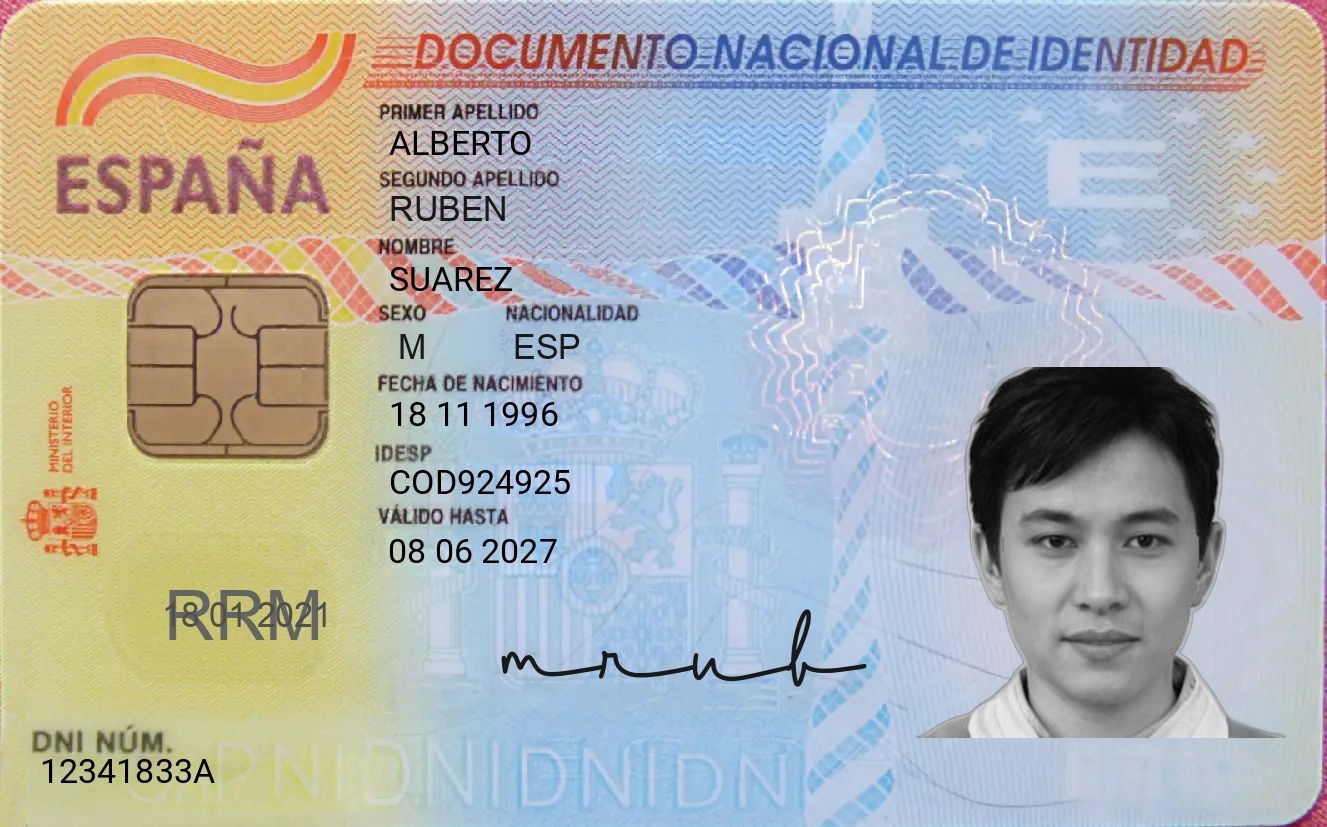 DOCUMENTO NACIONAL DE IDENTIDAD
ESPAÑA
PRIMER APELLIDO
ALBERTO
SEGUNDO APELLIDO
RUBEN
NOMBRE
SUAREZ
SEXO NACIONALIDAD
M ESP
FECHA DE NACIMIENTO
18 11 1996
IDESP
COD924925
VÁLIDO HASTA
08 06 2027
MINISTERIO
DEL INTERIOR
RRM
18 01 2021
DNI NÚM.
12341833A
E